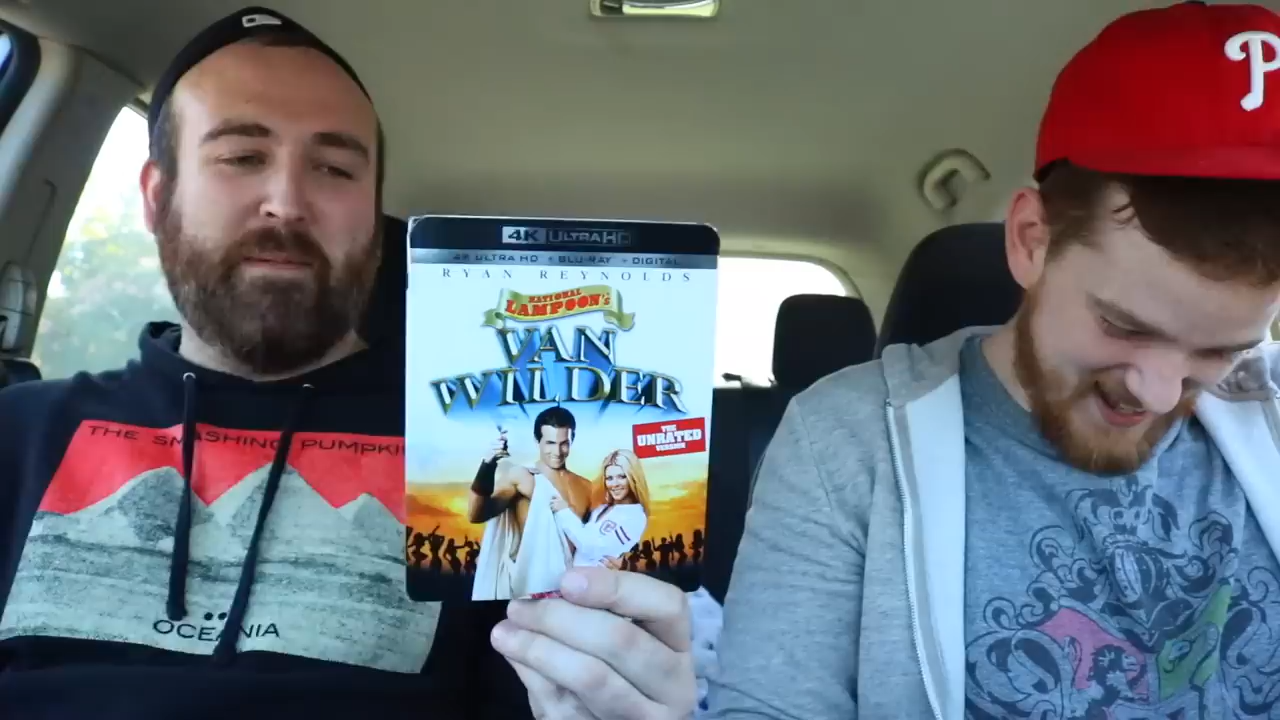 P
4K ULTRA HD
4K ULTRA HD + BLU-RAY + DIGITAL
RYAN REYNOLDS
NATIONAL
LAMPOON'S
VAN
WILDER
THE
UNRATED
VERSION
THE SMASHING PUMPKI
OCEANIA